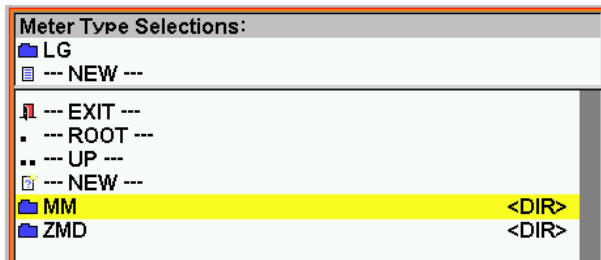 Meter Type Selections:
LG
--- NEW ---
--- EXIT ---
. --- ROOT ---
.. --- UP ---
--- NEW ---
MM <DIR>
ZMD <DIR>